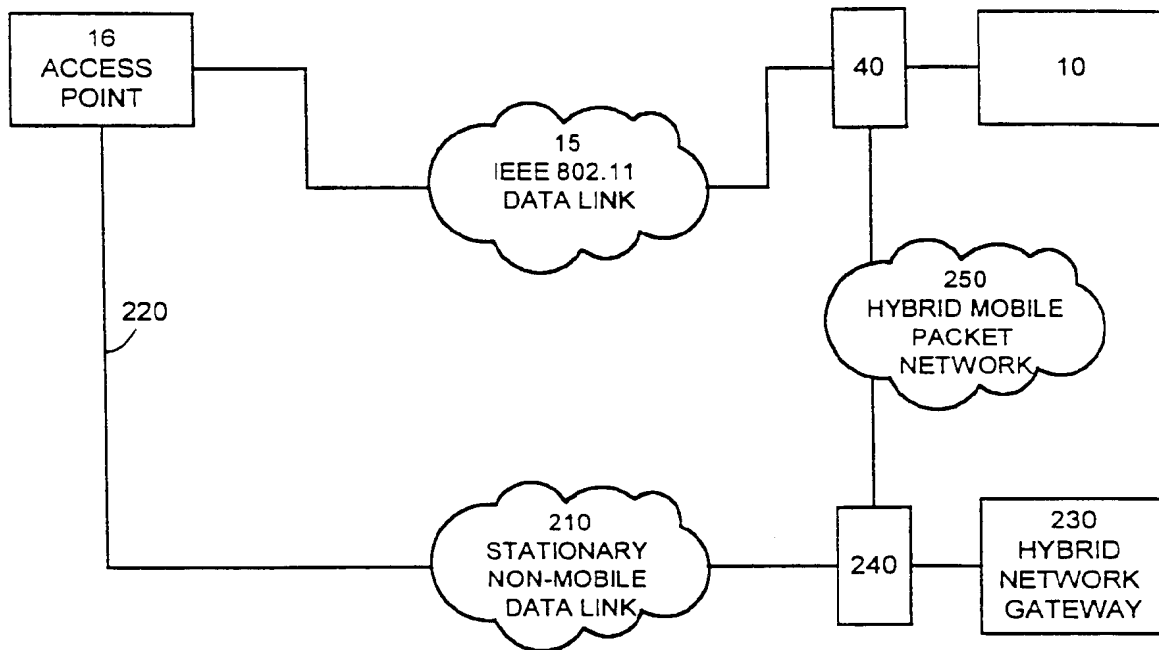 16
ACCESS
POINT
40
10
15
IEEE 802.11
DATA LINK
250
HYBRID MOBILE
PACKET
NETWORK
220
210
STATIONARY
NON-MOBILE
DATA LINK
240
230
HYBRID
NETWORK
GATEWAY